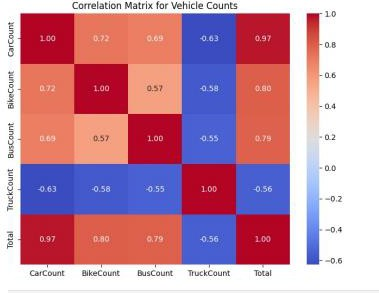 Correlation Matrix for Vehicle Counts
CarCount 1.00 0.72 0.69 -0.63 0.97
BikeCount 0.72 1.00 0.57 -0.58 0.80
BusCount 0.69 0.57 1.00 -0.55 0.79
TruckCount -0.63 -0.58 -0.55 1.00 -0.56
Total 0.97 0.80 0.79 -0.56 1.00
CarCount BikeCount BusCount TruckCount Total
1.0
0.8
0.6
0.4
0.2
0.0
-0.2
-0.4
-0.6